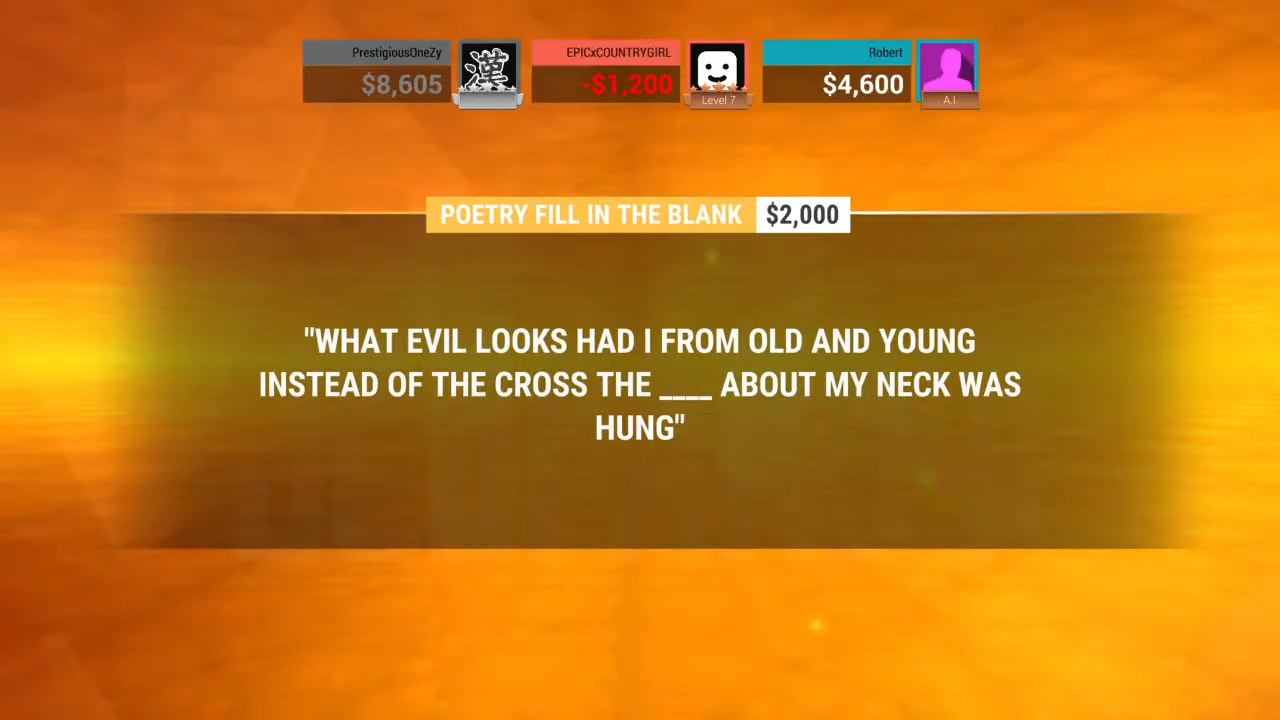 PrestigiousOneZy
$8,605
漢
EPICxCOUNTRYGIRL
-$1,200
Level 7
Robert
$4,600
A.I.
POETRY FILL IN THE BLANK $2,000
"WHAT EVIL LOOKS HAD I FROM OLD AND YOUNG
INSTEAD OF THE CROSS THE ____ ABOUT MY NECK WAS
HUNG"